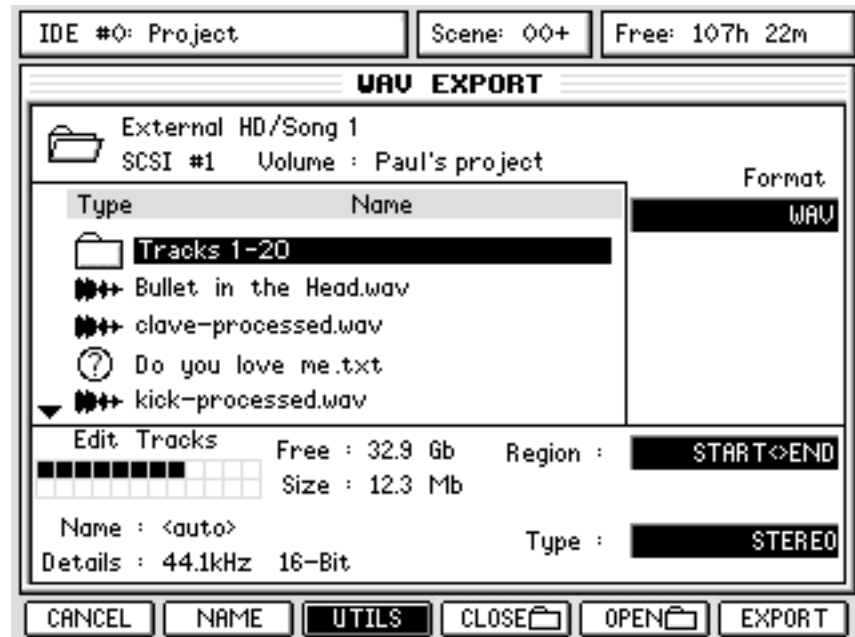 IDE #0: Project
Scene: 00+
Free: 107h 22m
WAV EXPORT
External HD/Song 1
SCSI #1 Volume : Paul's project
Format
WAV
Type Name
Tracks 1-20
Bullet in the Head.wav
clave-processed.wav
? Do you love me.txt
kick-processed.wav
Edit Tracks
Free : 32.9 Gb
Size : 12.3 Mb
Region : START<>END
Name : <auto>
Type : STEREO
Details : 44.1kHz 16-Bit
CANCEL NAME UTILS CLOSE OPEN EXPORT